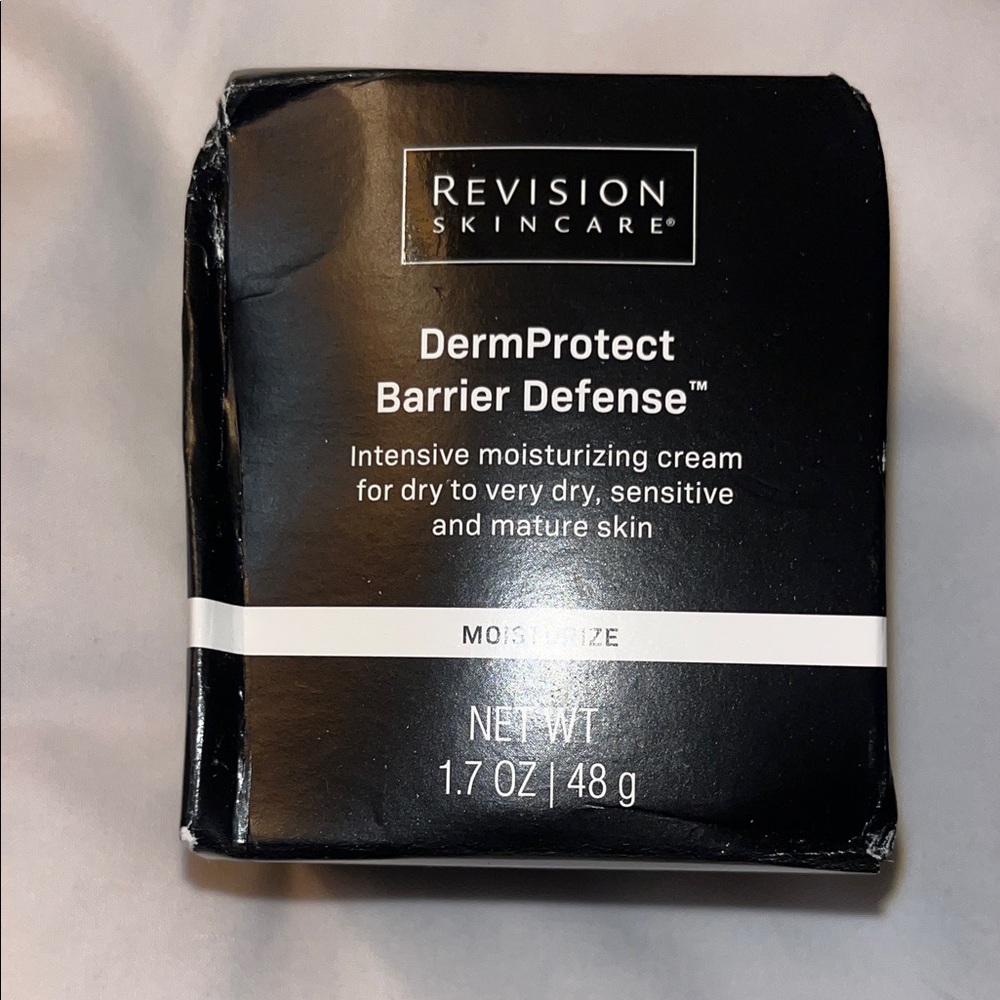 REVISION
SKINCARE®
DermProtect
Barrier Defense™
Intensive moisturizing cream
for dry to very dry, sensitive
and mature skin
MOISTURIZE
NET WT
1.7 OZ | 48 g